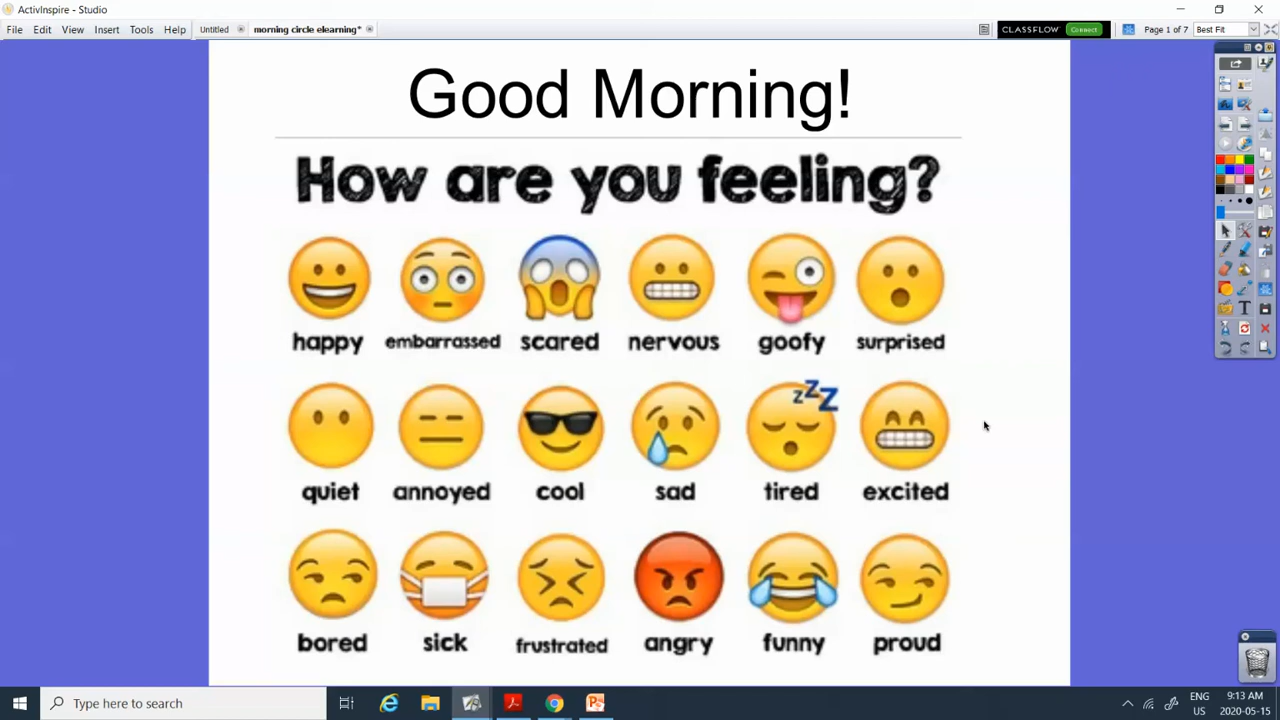 ActivInspire - Studio
File Edit View Insert Tools Help Untitled morning circle elearning* CLASSFLOW Connect Page 1 of 7 Best Fit
Good Morning!
How are you feeling?
happy embarrassed scared nervous goofy surprised
zzZ
quiet annoyed cool sad tired excited
bored sick frustrated angry funny proud
Type here to search
ENG 9:13 AM
US 2020-05-15